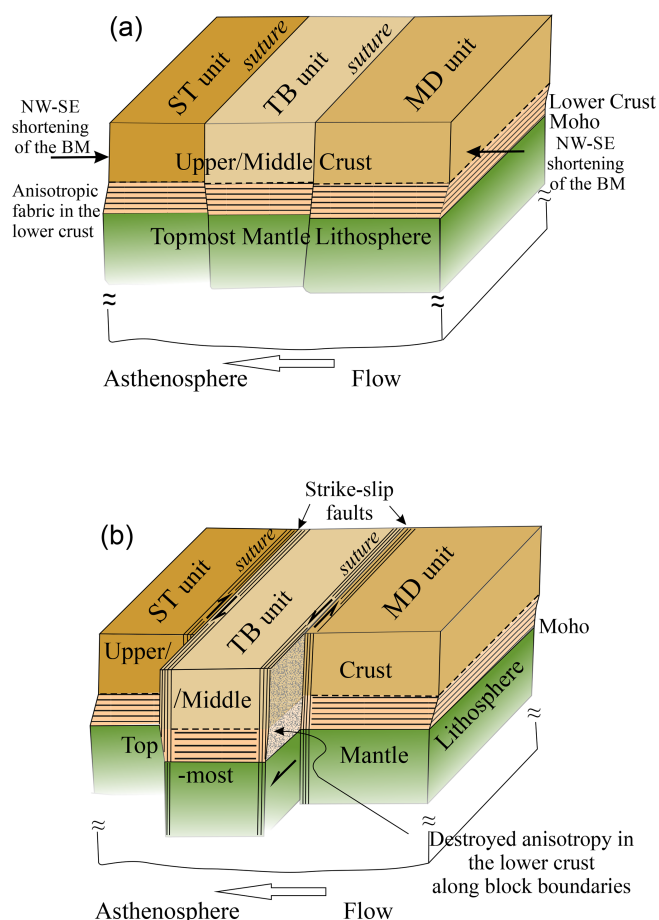 (a)
ST unit
suture
TB unit
suture
MD unit
NW-SE
shortening
of the BM
Lower Crust
Moho
NW-SE
shortening
of the BM
Upper/Middle Crust
Anisotropic
fabric in the
lower crust
Topmost Mantle Lithosphere
≈
≈
≈
Asthenosphere
Flow
Strike-slip
faults
(b)
ST unit
suture
TB unit
suture
MD unit
Upper/
/Middle
Crust
Moho
Lithosphere
Top
-most
Mantle
≈
≈
≈
Destroyed anisotropy in
the lower crust
along block boundaries
Asthenosphere
Flow